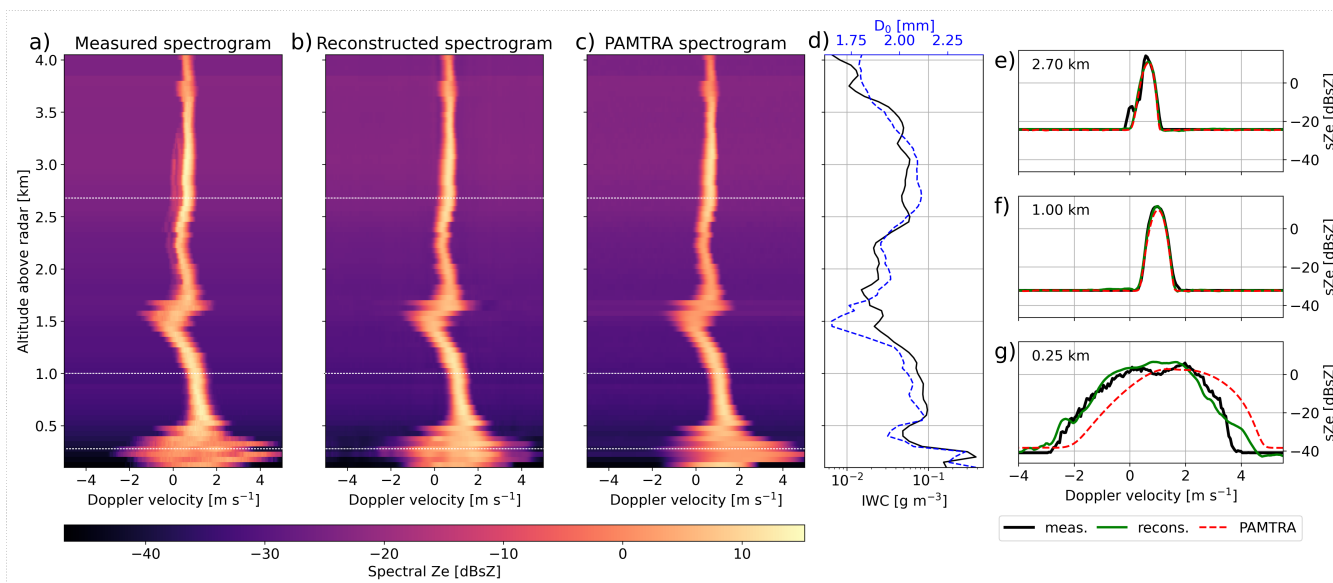 a) Measured spectrogram
4.0
3.5
3.0
2.5
2.0
1.5
1.0
0.5
Altitude above radar [km]
−4 −2 0 2 4
Doppler velocity [m s⁻¹]
b) Reconstructed spectrogram
−4 −2 0 2 4
Doppler velocity [m s⁻¹]
c) PAMTRA spectrogram
−4 −2 0 2 4
Doppler velocity [m s⁻¹]
−40 −30 −20 −10 0 10
Spectral Ze [dBsZ]
d)
D₀ [mm]
1.75 2.00 2.25
10⁻² 10⁻¹
IWC [g m⁻³]
e)
2.70 km
0
−20
−40
sZe [dBsZ]
f)
1.00 km
0
−20
−40
sZe [dBsZ]
g)
0.25 km
0
−20
−40
sZe [dBsZ]
−4 −2 0 2 4
Doppler velocity [m s⁻¹]
meas. recons. PAMTRA